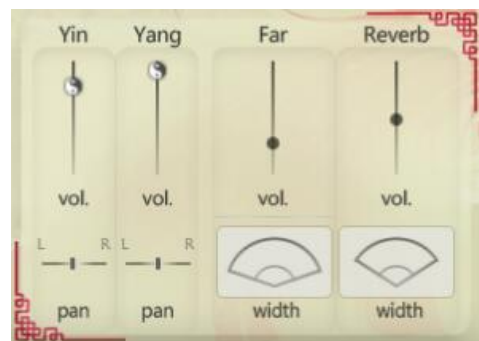 Yin Yang Far Reverb
vol. vol. vol. vol.
L R L R
pan pan width width